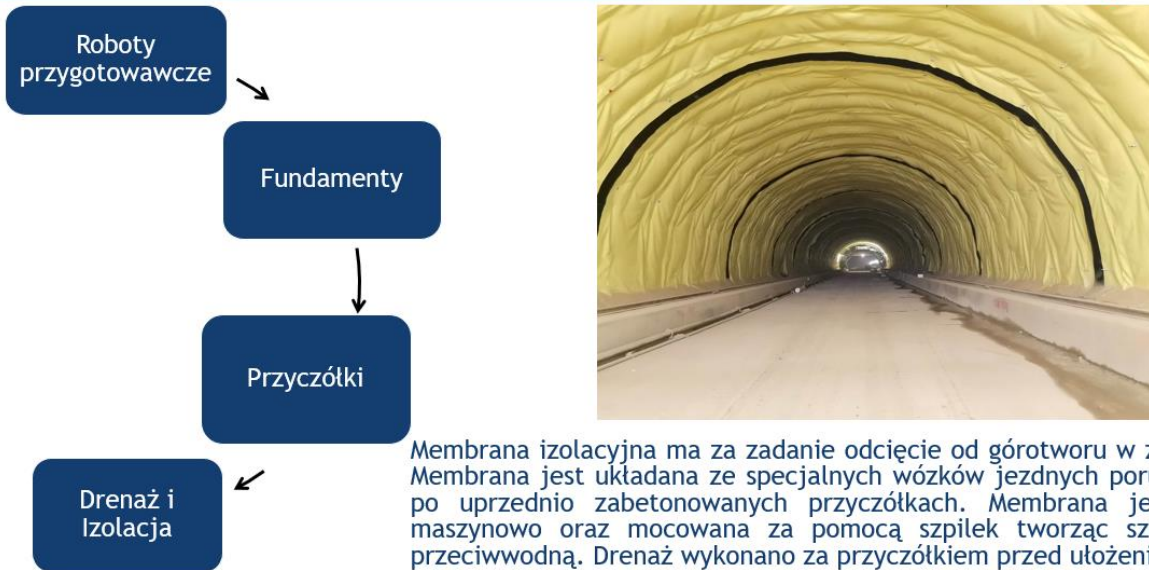 Roboty
przygotowawcze
Fundamenty
Przyczółki
Drenaż i
Izolacja
Membrana izolacyjna ma za zadanie odcięcie od górotworu w
Membrana jest układana ze specjalnych wózków jezdnych
po uprzednio zabetonowanych przyczółkach. Membrana
maszynowo oraz mocowana za pomocą szpilek tworząc
przeciwwodną. Drenaż wykonano za przyczółkiem przed